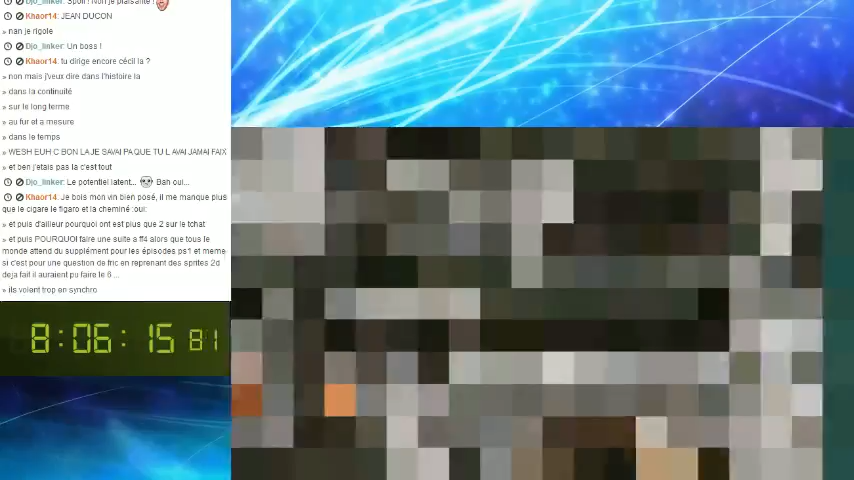 Djo_linker: Spoil ! Non je plaisante !
Khaor14: JEAN DUCON
» nan je rigole
Djo_linker: Un boss !
Khaor14: tu dirige encore cécil la ?
» non mais j'veux dire dans l'histoire la
» dans la continuité
» sur le long terme
» au fur et a mesure
» dans le temps
» WESH EUH C BON LA JE SAVAI PA QUE TU L AVAI JAMAI FAIX
» et ben j'etais pas la c'est tout
Djo_linker: Le potentiel latent... Bah oui...
Khaor14: Je bois mon vin bien posé, il me manque plus
que le cigare le figaro et la cheminé :oui:
» et puis d'ailleur pourquoi ont est plus que 2 sur le tchat
» et puis POURQUOI faire une suite a ff4 alors que tous le
monde attend du supplément pour les épisodes ps1 et meme
si c'est pour une question de fric en reprenant des sprites 2d
deja fait il auraient pu faire le 6 ...
» ils volent trop en synchro
8:06:15 81